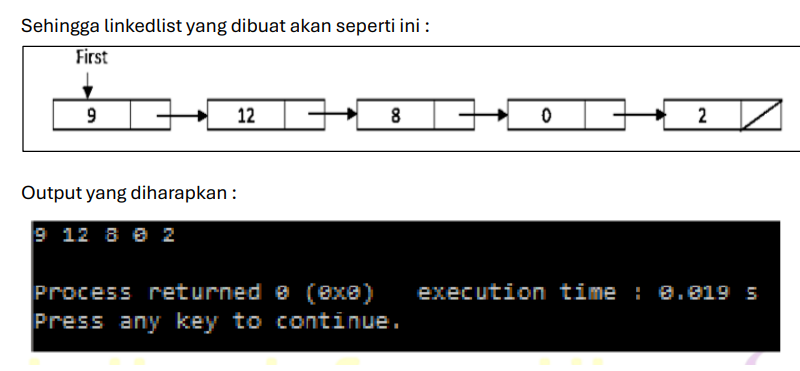 Sehingga linkedlist yang dibuat akan seperti ini :
First
9 12 8 0 2
Output yang diharapkan :
9 12 8 0 2
Process returned 0 (0x0) execution time : 0.019 s
Press any key to continue.